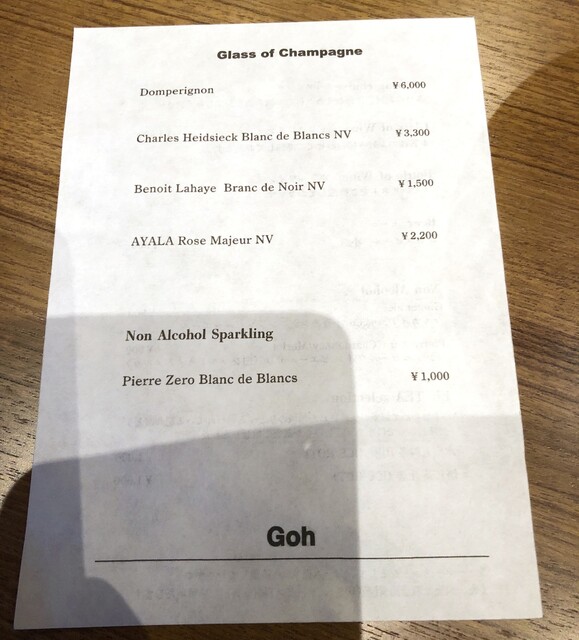 Glass of Champagne
Domperignon ¥6,000
Charles Heidsieck Blanc de Blancs NV ¥3,300
Benoit Lahaye Branc de Noir NV ¥1,500
AYALA Rose Majeur NV ¥2,200
Non Alcohol Sparkling
Pierre Zero Blanc de Blancs ¥1,000
Goh